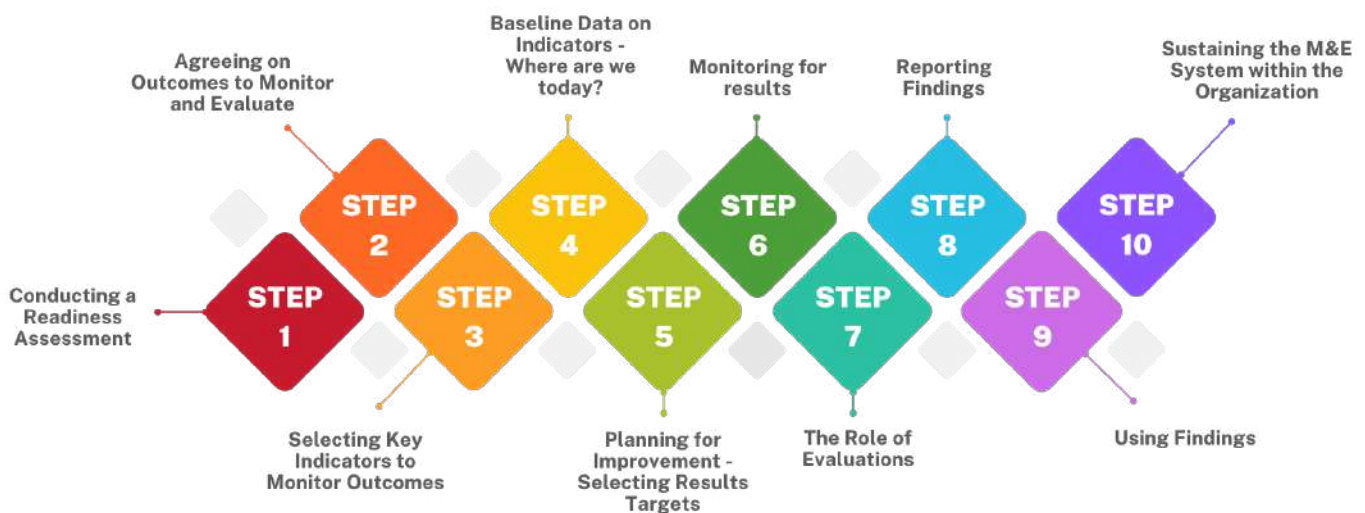 Conducting a
Readiness
Assessment
STEP
1
Agreeing on
Outcomes to Monitor
and Evaluate
STEP
2
STEP
3
Selecting Key
Indicators to
Monitor Outcomes
Baseline Data on
Indicators -
Where are we
today?
STEP
4
STEP
5
Planning for
Improvement -
Selecting Results
Targets
Monitoring for
results
STEP
6
STEP
7
The Role of
Evaluations
Reporting
Findings
STEP
8
STEP
9
Using Findings
Sustaining the M&E
System within the
Organization
STEP
10